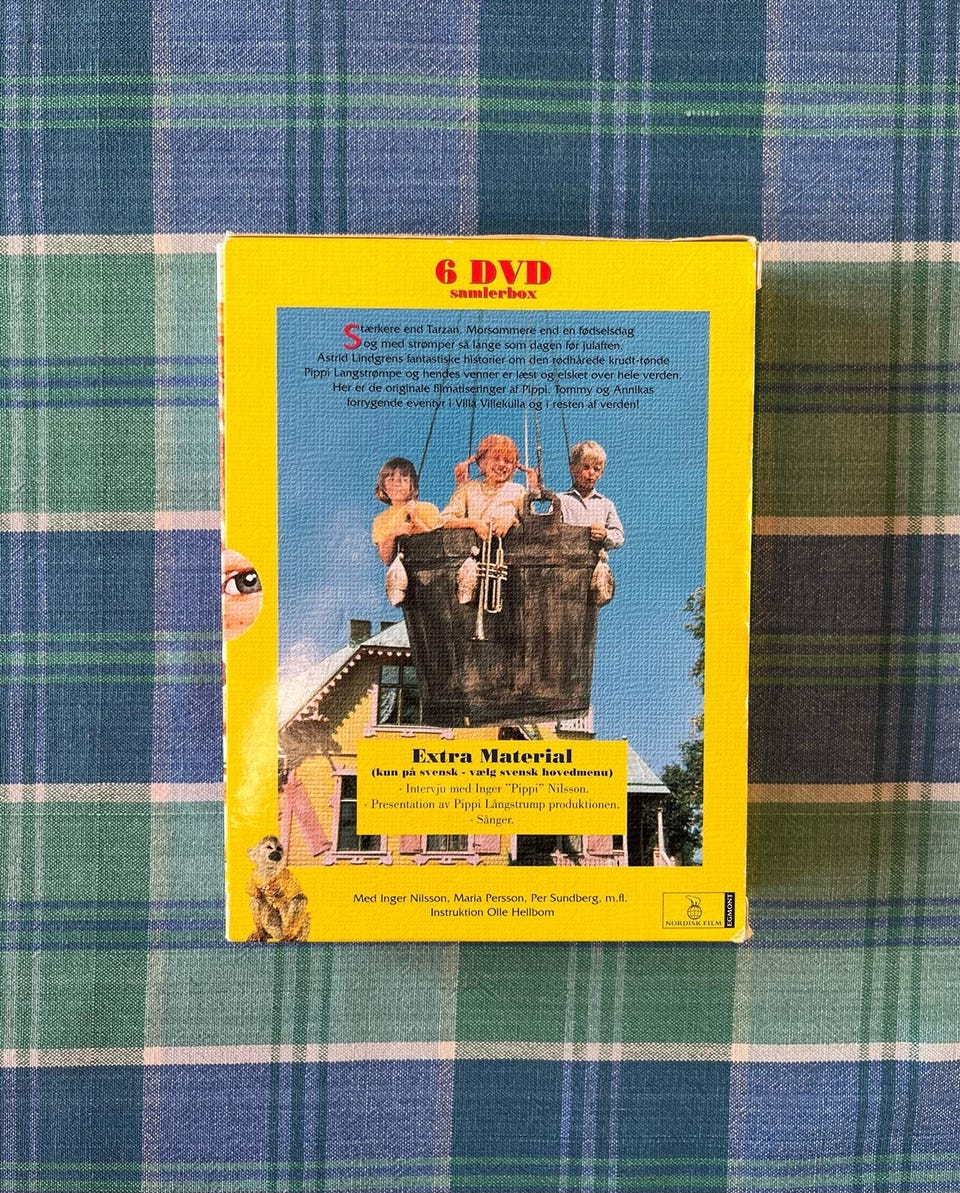 6 DVD
samlerbox
Stærkere end Tarzan. Morsommere end en fødselsdag
og med strømper så lange som dagen før juleaften.
Astrid Lindgrens fantastiske historier om den rødhårede krudt-tønde
Pippi Langstrømpe og hendes venner er læst og elsket over hele verden.
Her er de originale filmatiseringer af Pippi, Tommy og Annikas
forrygende eventyr i Villa Villekulla og i resten af verden!
Extra Material
(kun på svensk - vælg svensk hovedmenu)
· Intervju med Inger "Pippi" Nilsson.
· Presentation av Pippi Långstrump produktionen.
· Sånger.
Med Inger Nilsson, Maria Persson, Per Sundberg. m.fl.
Instruktion Olle Hellbom
NORDISK FILM
EGMONT